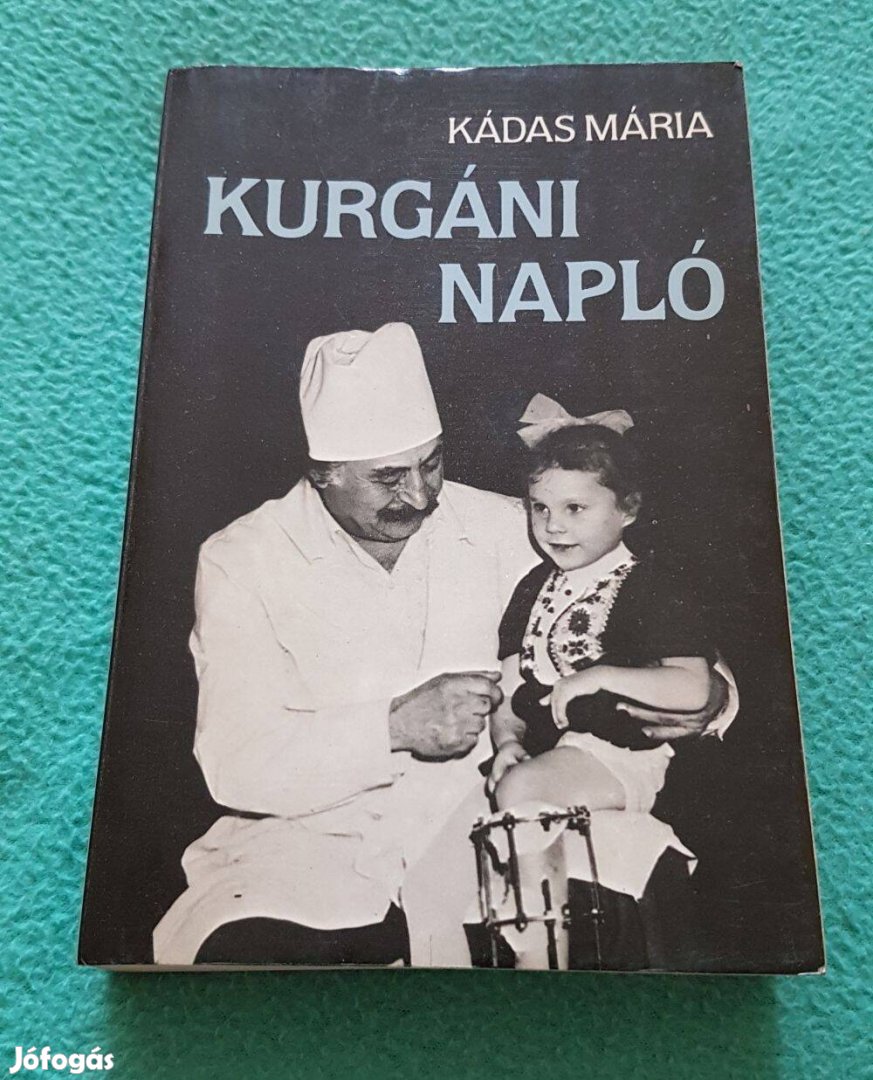 KÁDAS MÁRIA
KURGÁNI
NAPLÓ
Jófogás